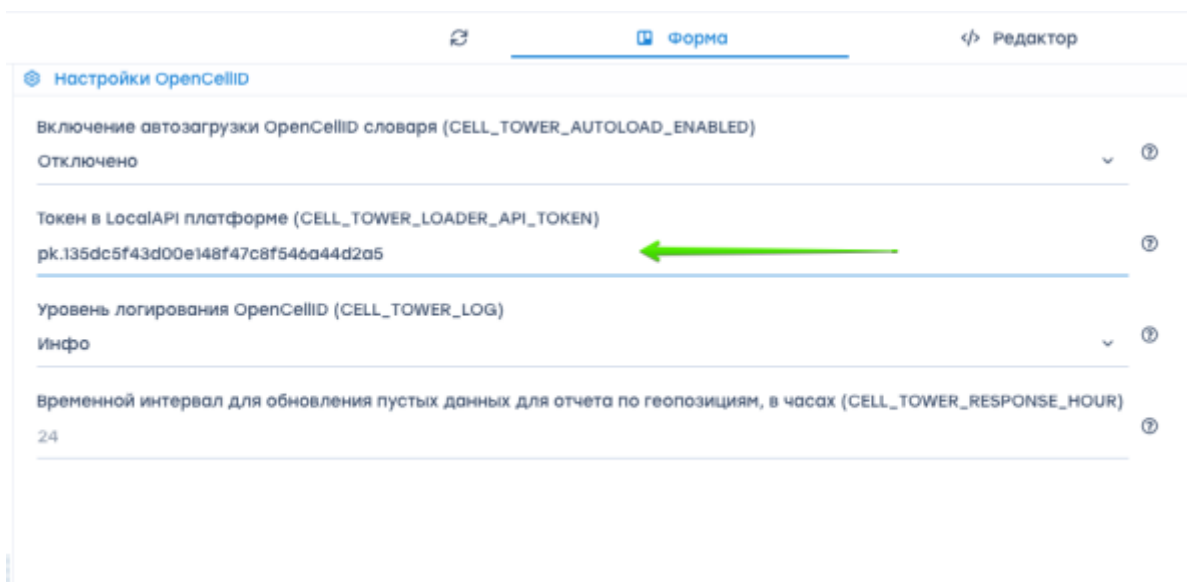 Форма
</> Редактор
Настройки OpenCellID
Включение автозагрузки OpenCellID словаря (CELL_TOWER_AUTOLOAD_ENABLED)
Отключено
Токен в LocalAPI платформе (CELL_TOWER_LOADER_API_TOKEN)
pk.135dc5f43d00e148f47c8f546a44d2a5
Уровень логирования OpenCellID (CELL_TOWER_LOG)
Инфо
Временной интервал для обновления пустых данных для отчета по геопозициям, в часах (CELL_TOWER_RESPONSE_HOUR)
24